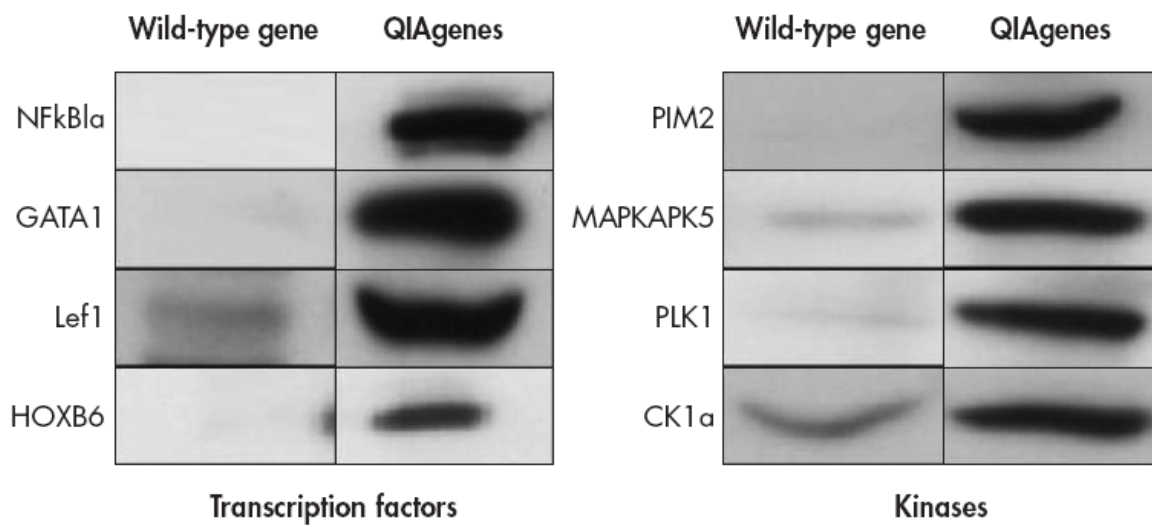 Wild-type gene QIAgenes Wild-type gene QIAgenes
NFkBIa PIM2
GATA1 MAPKAPK5
Lef1 PLK1
HOXB6 CK1a
Transcription factors Kinases